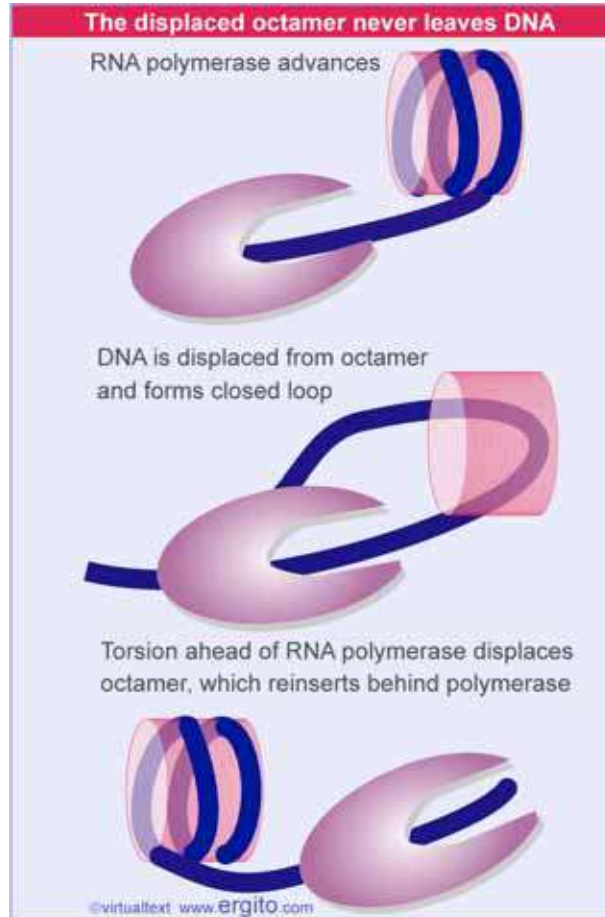 The displaced octamer never leaves DNA
RNA polymerase advances
DNA is displaced from octamer
and forms closed loop
Torsion ahead of RNA polymerase displaces
octamer, which reinserts behind polymerase
©virtualtext www.ergito.com